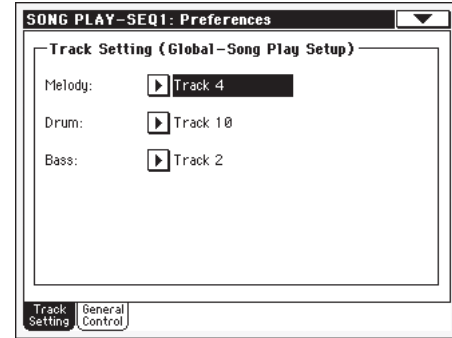 SONG PLAY-SEQ1: Preferences
Track Setting (Global-Song Play Setup)
Melody: Track 4
Drum: Track 10
Bass: Track 2
Track Setting
General Control